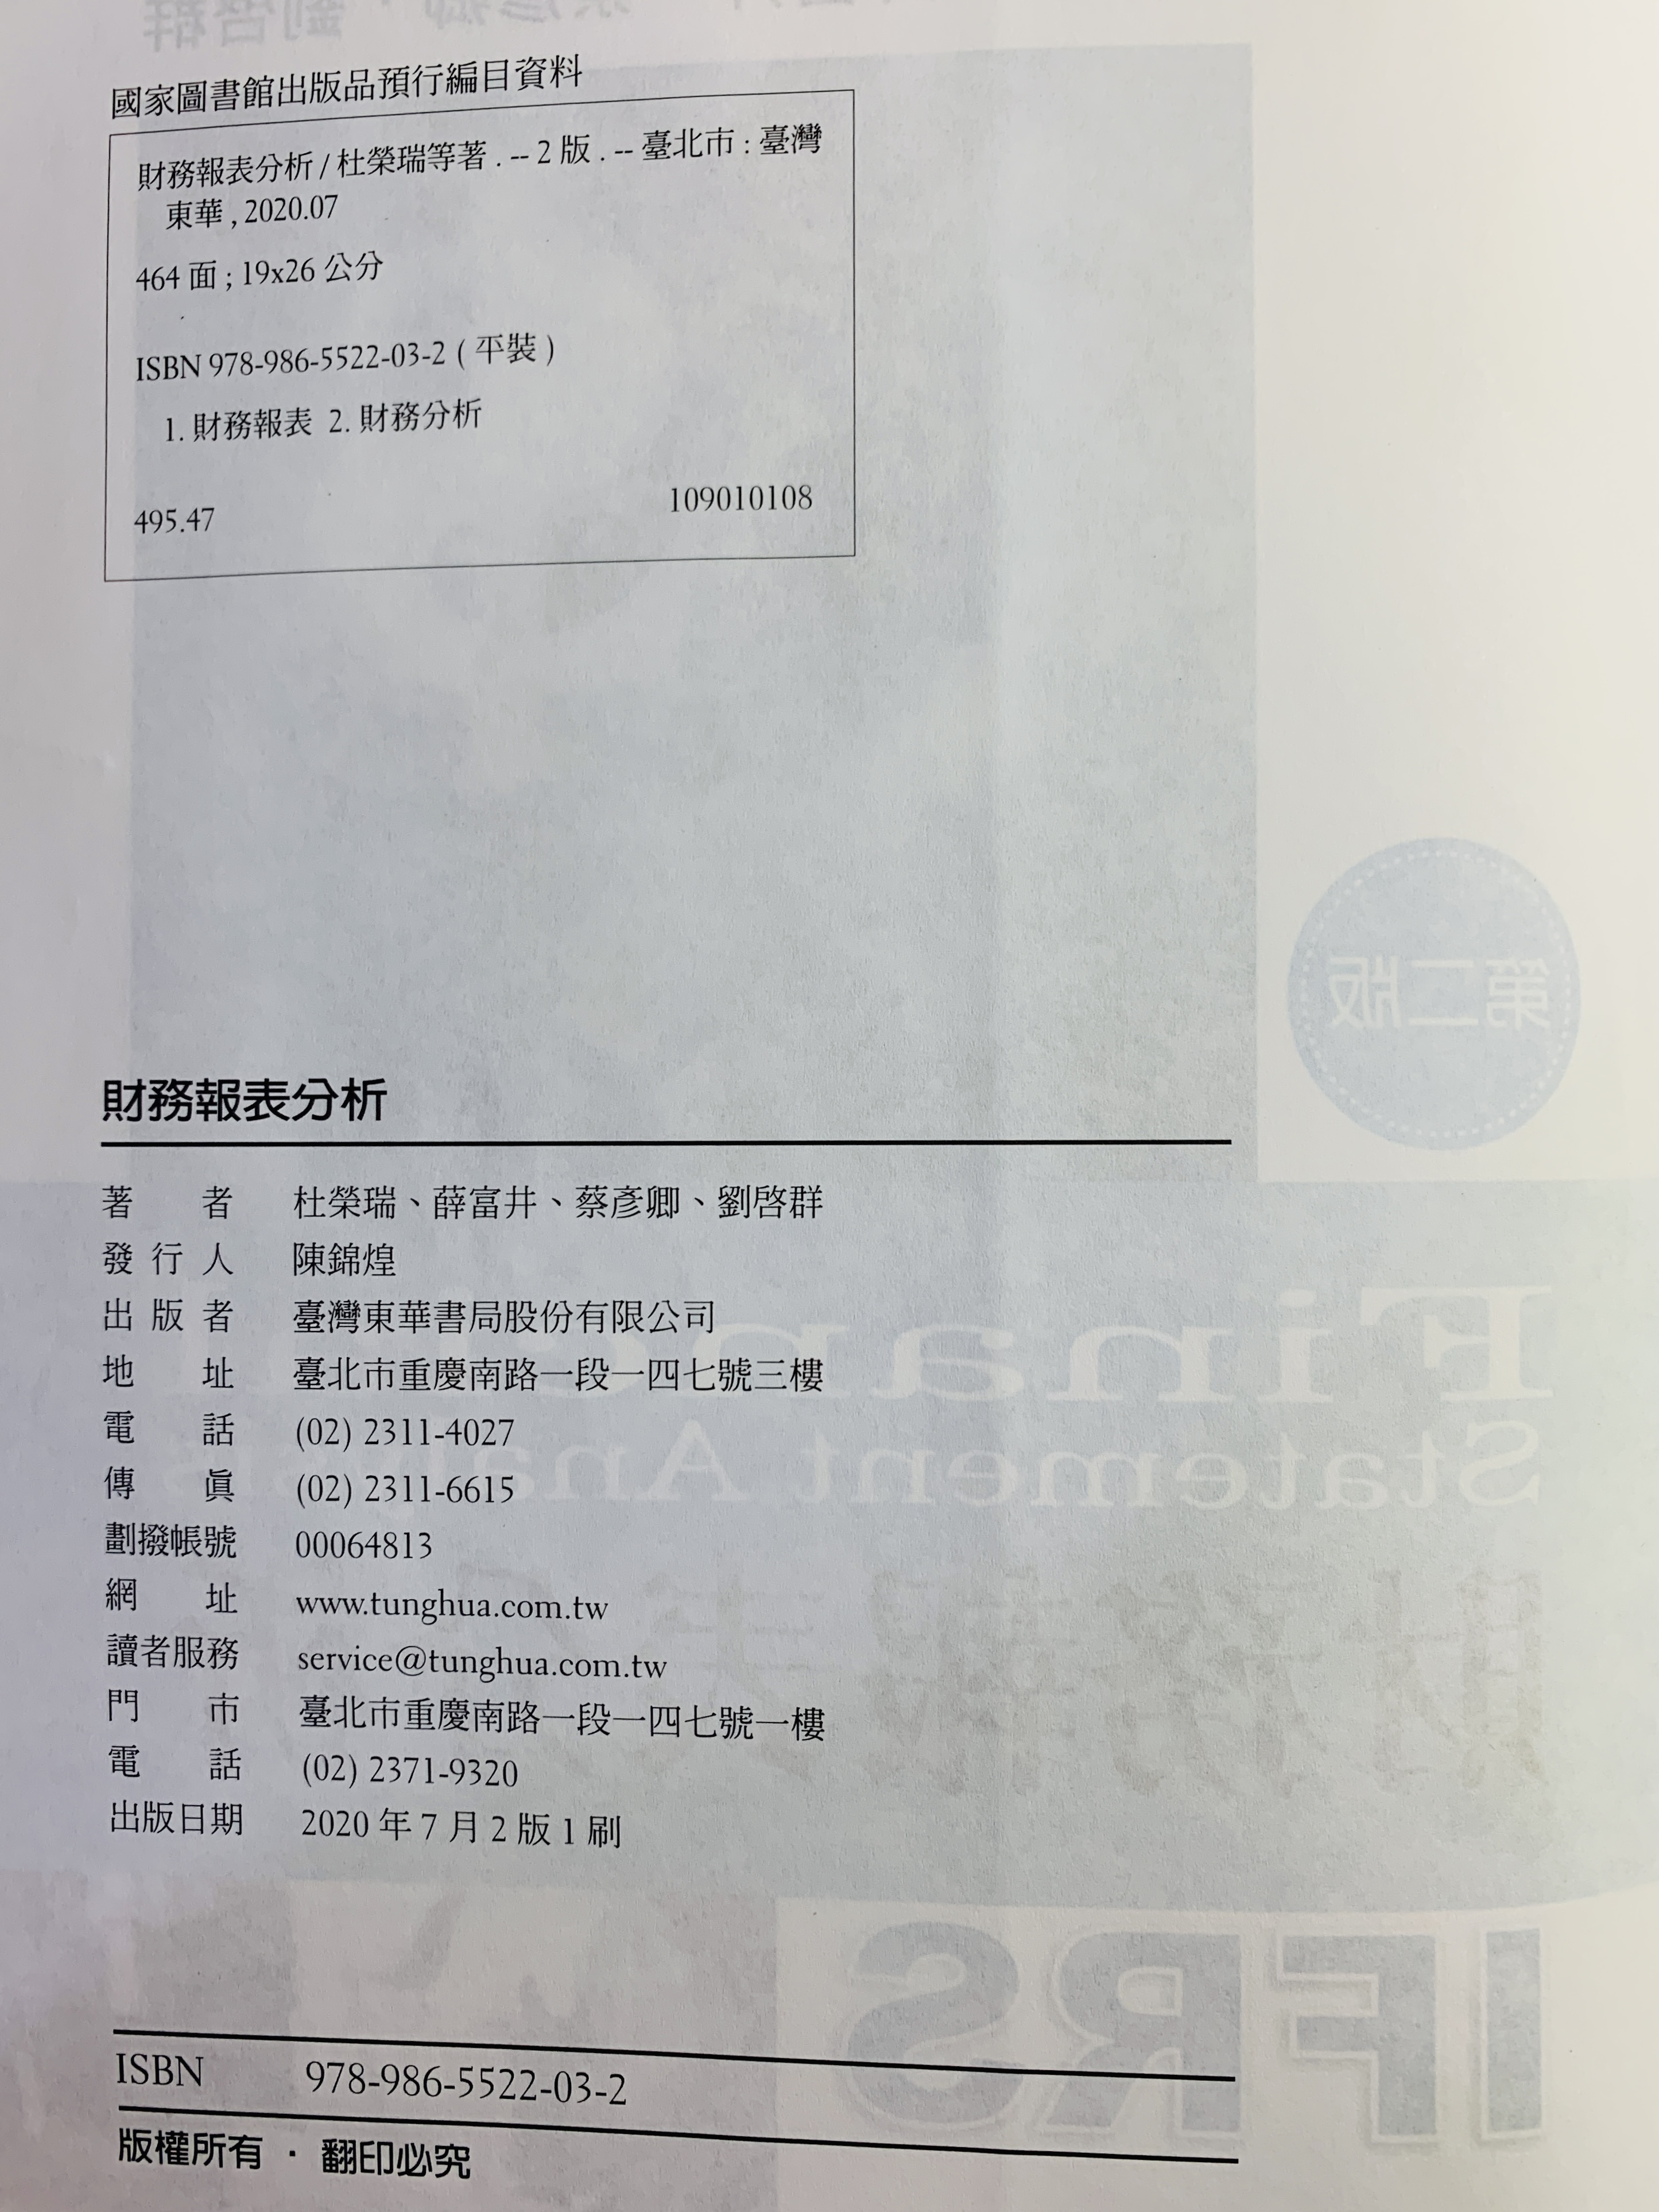 國家圖書館出版品預行編目資料
財務報表分析 / 杜榮瑞等著 . -- 2 版 . -- 臺北市 : 臺灣
東華 , 2020.07
464 面 ; 19x26 公分
ISBN 978-986-5522-03-2 ( 平裝 )
1. 財務報表 2. 財務分析
495.47 109010108
第二版
財務報表分析
著者 杜榮瑞、薛富井、蔡彥卿、劉啓群
發行人 陳錦煌
出版者 臺灣東華書局股份有限公司
地址 臺北市重慶南路一段一四七號三樓
電話 (02) 2311-4027
傳眞 (02) 2311-6615
劃撥帳號 00064813
網址 www.tunghua.com.tw
讀者服務 service@tunghua.com.tw
門市 臺北市重慶南路一段一四七號一樓
電話 (02) 2371-9320
出版日期 2020 年 7 月 2 版 1 刷
IFRS
ISBN 978-986-5522-03-2
版權所有 · 翻印必究